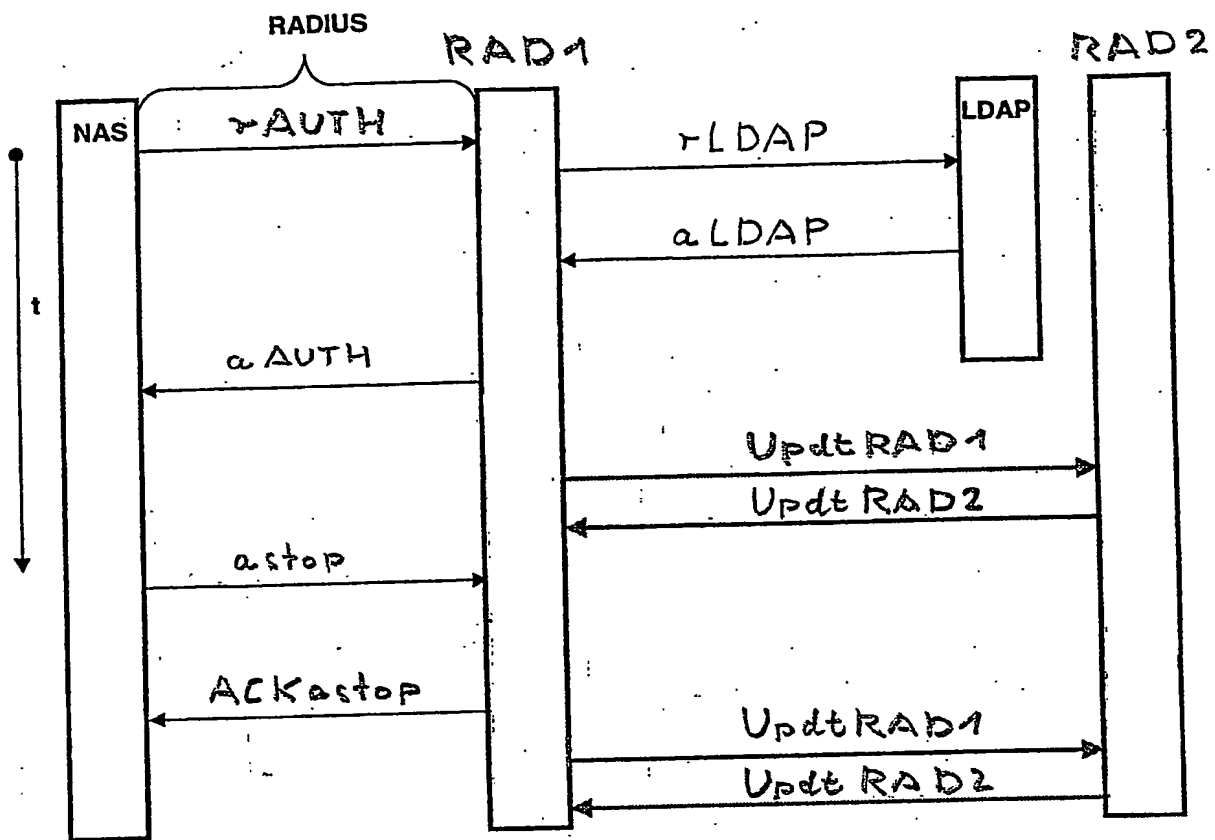 RADIUS
RAD1
RAD2
NAS
LDAP
rAUTH
rLDAP
aLDAP
t
aAUTH
UpdtRAD1
UpdtRAD2
astop
ACKastop
UpdtRAD1
UpdtRAD2